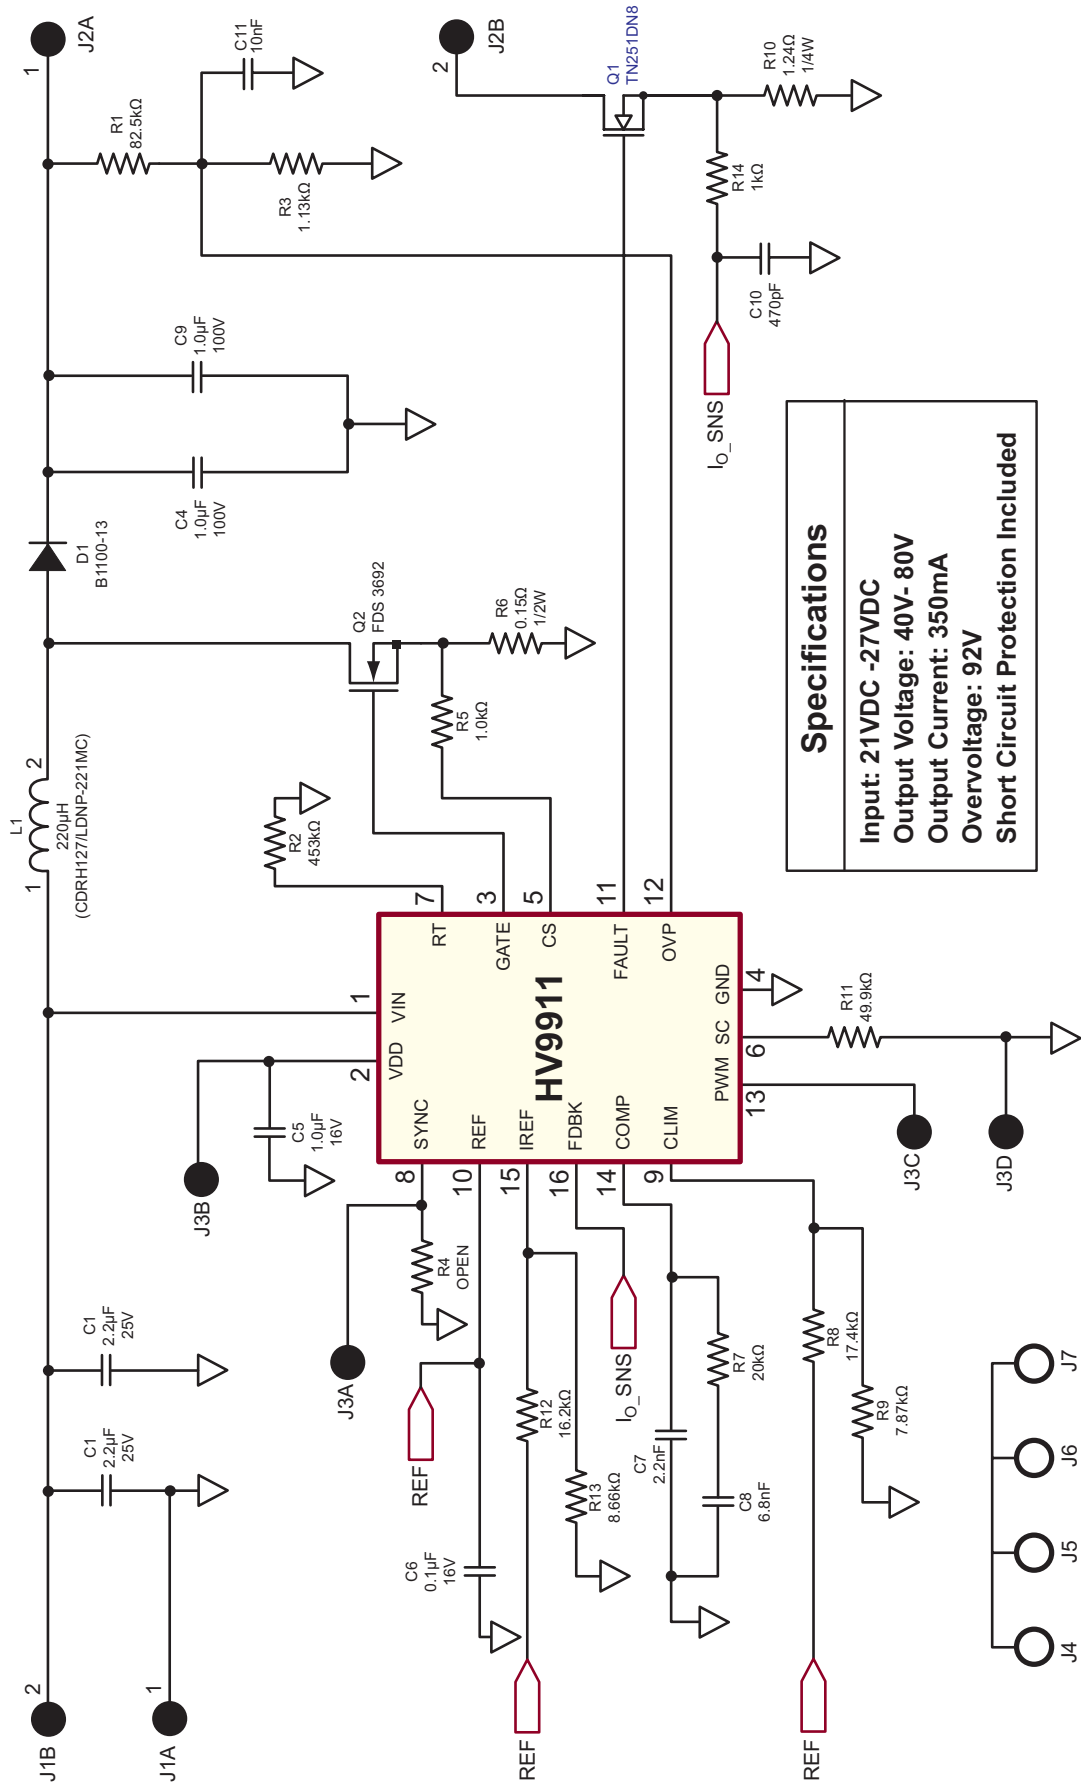 J1B
2
J1A
1
C1
2.2µF
25V
C1
2.2µF
25V
J3B
C5
1.0µF
16V
L1
1
2
220µH
(CDRH127/LDNP-221MC)
D1
B1100-13
C4
1.0µF
100V
C9
1.0µF
100V
R1
82.5kΩ
R3
1.13kΩ
C11
10nF
1
J2A
2
J2B
Q1
TN251DN8
R10
1.24Ω
1/4W
R14
1kΩ
C10
470pF
IO_SNS
Q2
FDS 3692
R6
0.15Ω
1/2W
R5
1.0kΩ
R2
453kΩ
J3A
R4
OPEN
REF
C6
0.1µF
16V
REF
R12
16.2kΩ
R13
8.66kΩ
IO_SNS
C7
2.2nF
R7
20kΩ
C8
6.8nF
REF
R8
17.4kΩ
R9
7.87kΩ
HV9911
2
VDD
1
VIN
8
SYNC
10
REF
15
IREF
16
FDBK
14
COMP
9
CLIM
7
RT
3
GATE
5
CS
11
FAULT
12
OVP
13
PWM
6
SC
4
GND
R11
49.9kΩ
J3C
J3D
J4
J5
J6
J7
Specifications
Input: 21VDC -27VDC
Output Voltage: 40V- 80V
Output Current: 350mA
Overvoltage: 92V
Short Circuit Protection Included